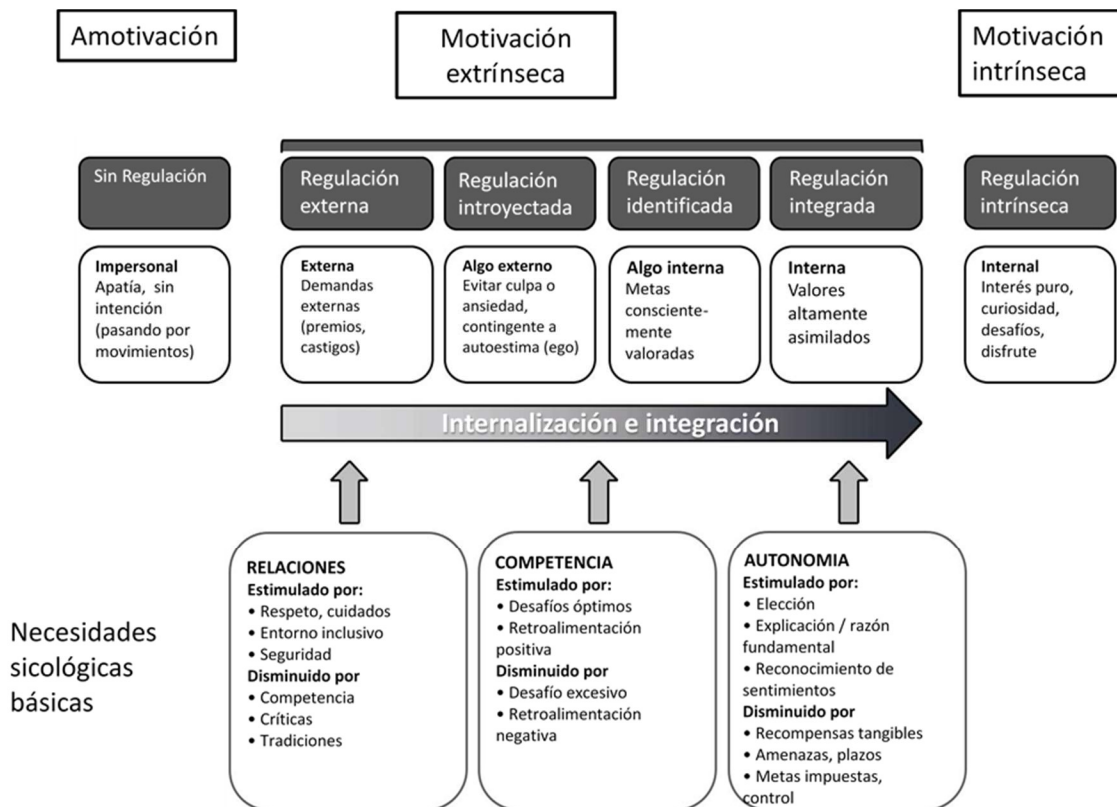 Amotivación
Motivación
extrínseca
Motivación
intrínseca
Sin Regulación
Regulación
externa
Regulación
introyectada
Regulación
identificada
Regulación
integrada
Regulación
intrínseca
Impersonal
Apatía, sin
intención
(pasando por
movimientos)
Externa
Demandas
externas
(premios,
castigos)
Algo externo
Evitar culpa o
ansiedad,
contingente a
autoestima (ego)
Algo interna
Metas
consciente-
mente
valoradas
Interna
Valores
altamente
asimilados
Internal
Interés puro,
curiosidad,
desafíos,
disfrute
Internalización e integración
Necesidades
sicológicas
básicas
RELACIONES
Estimulado por:
• Respeto, cuidados
• Entorno inclusivo
• Seguridad
Disminuido por
• Competencia
• Críticas
• Tradiciones
COMPETENCIA
Estimulado por:
• Desafíos óptimos
• Retroalimentación
positiva
Disminuido por
• Desafío excesivo
• Retroalimentación
negativa
AUTONOMIA
Estimulado por:
• Elección
• Explicación / razón
fundamental
• Reconocimiento de
sentimientos
Disminuido por
• Recompensas tangibles
• Amenazas, plazos
• Metas impuestas,
control